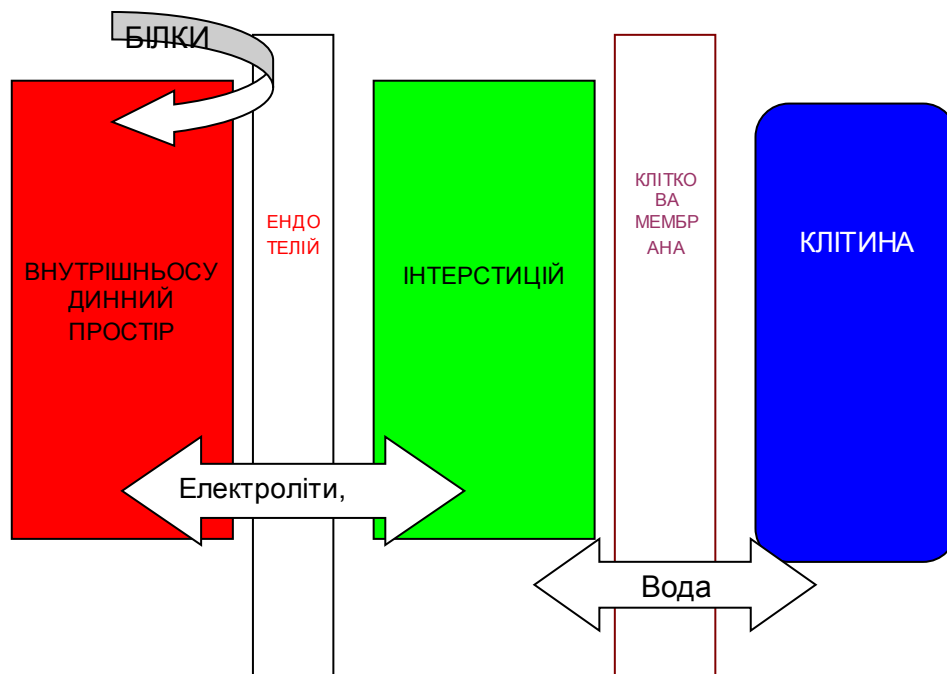 БІЛКИ
ВНУТРІШНЬОСУ
ДИННИЙ
ПРОСТІР
ЕНДО
ТЕЛІЙ
ІНТЕРСТИЦІЙ
КЛІТКО
ВА
МЕМБР
АНА
КЛІТИНА
Електроліти,
Вода